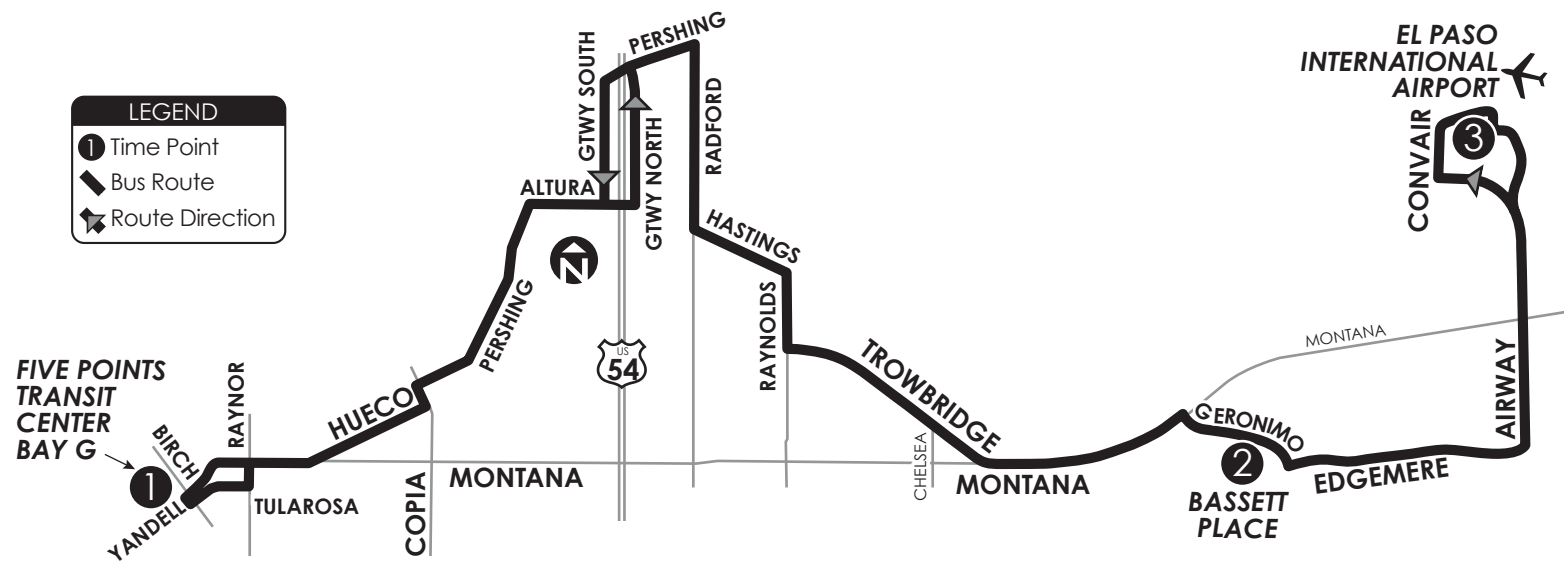 LEGEND
1 Time Point
Bus Route
Route Direction
FIVE POINTS
TRANSIT
CENTER
BAY G
1
BIRCH
YANDELL
RAYNOR
TULAROSA
HUECO
COPIA
MONTANA
PERSHING
ALTURA
GTWY SOUTH
GTWY NORTH
PERSHING
RADFORD
N
US
54
HASTINGS
RAYNOLDS
TROWBRIDGE
CHELSEA
MONTANA
GERONIMO
2
BASSETT
PLACE
EDGEMERE
MONTANA
AIRWAY
CONVAIR
3
EL PASO
INTERNATIONAL
AIRPORT